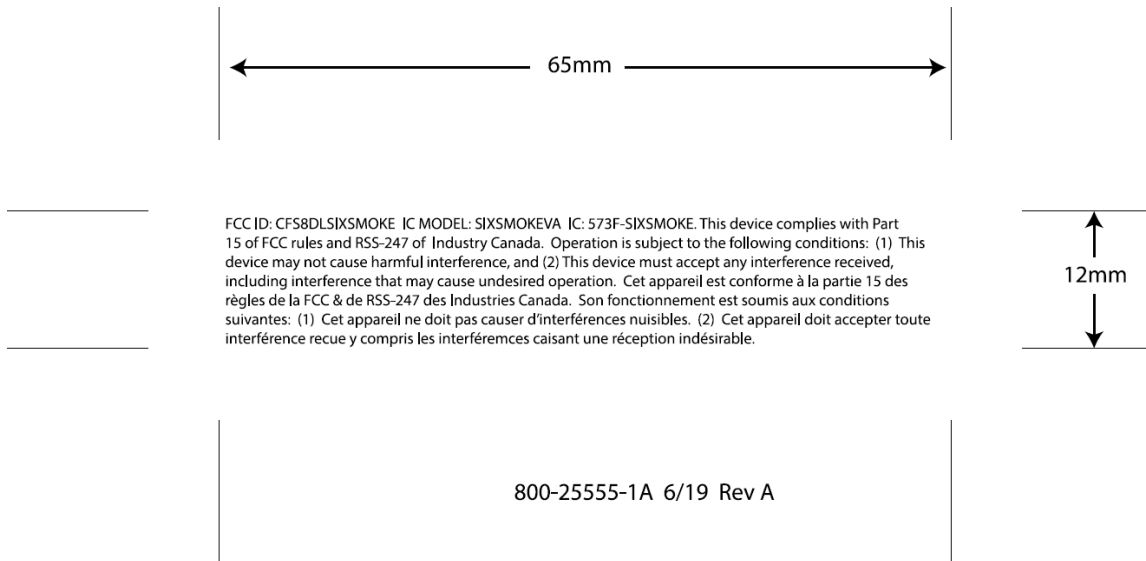 65mm
FCC ID: CFS8DLSIXSMOKE IC MODEL: SIXSMOKEVA IC: 573F-SIXSMOKE. This device complies with Part
15 of FCC rules and RSS-247 of Industry Canada. Operation is subject to the following conditions: (1) This
device may not cause harmful interference, and (2) This device must accept any interference received,
including interference that may cause undesired operation. Cet appareil est conforme à la partie 15 des
règles de la FCC & de RSS-247 des Industries Canada. Son fonctionnement est soumis aux conditions
suivantes: (1) Cet appareil ne doit pas causer d'interférences nuisibles. (2) Cet appareil doit accepter toute
interférence recue y compris les interféremces caisant une réception indésirable.
12mm
800-25555-1A 6/19 Rev A